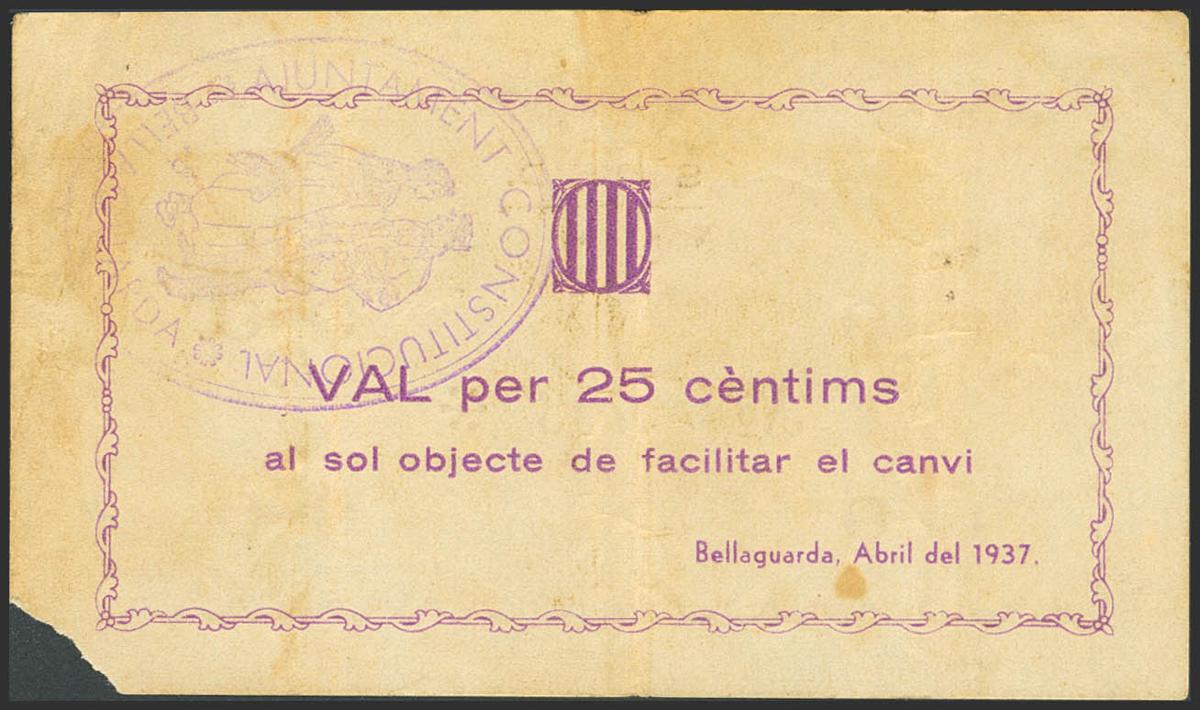 AJUNTAMENT CONSTITUCIONAL
VAL per 25 cèntims
al sol objecte de facilitar el canvi
Bellaguarda, Abril del 1937.